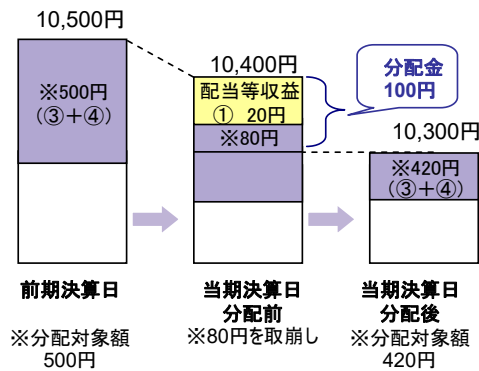 10,500円
※500円
（③＋④）
10,400円
配当等収益
① 20円
※80円
分配金
100円
10,300円
※420円
（③＋④）
前期決算日
※分配対象額
500円
当期決算日
分配前
※80円を取崩し
当期決算日
分配後
※分配対象額
420円